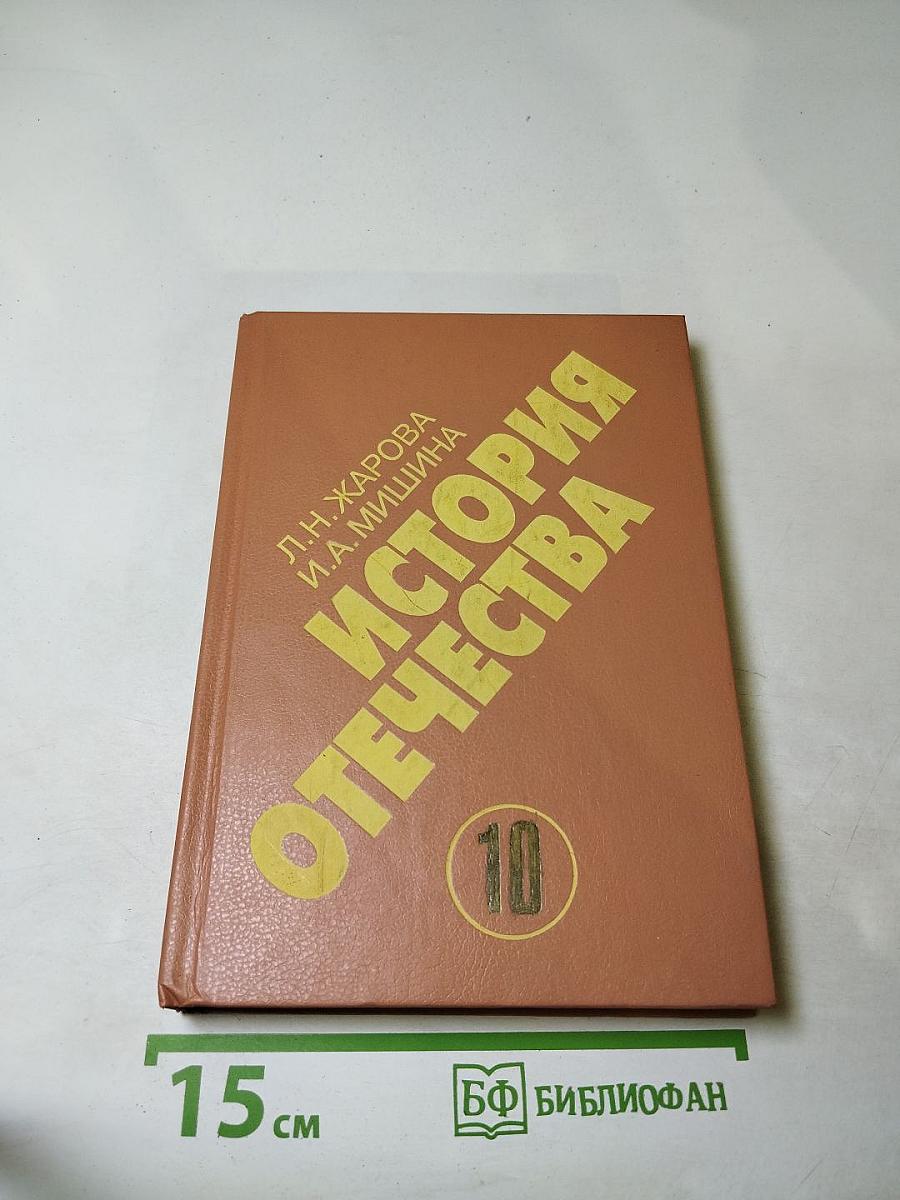 Л.Н. ЖАРОВА
И.А. МИШИНА
ИСТОРИЯ
ОТЕЧЕСТВА
10
15 см
БФ БИБЛИОФАН